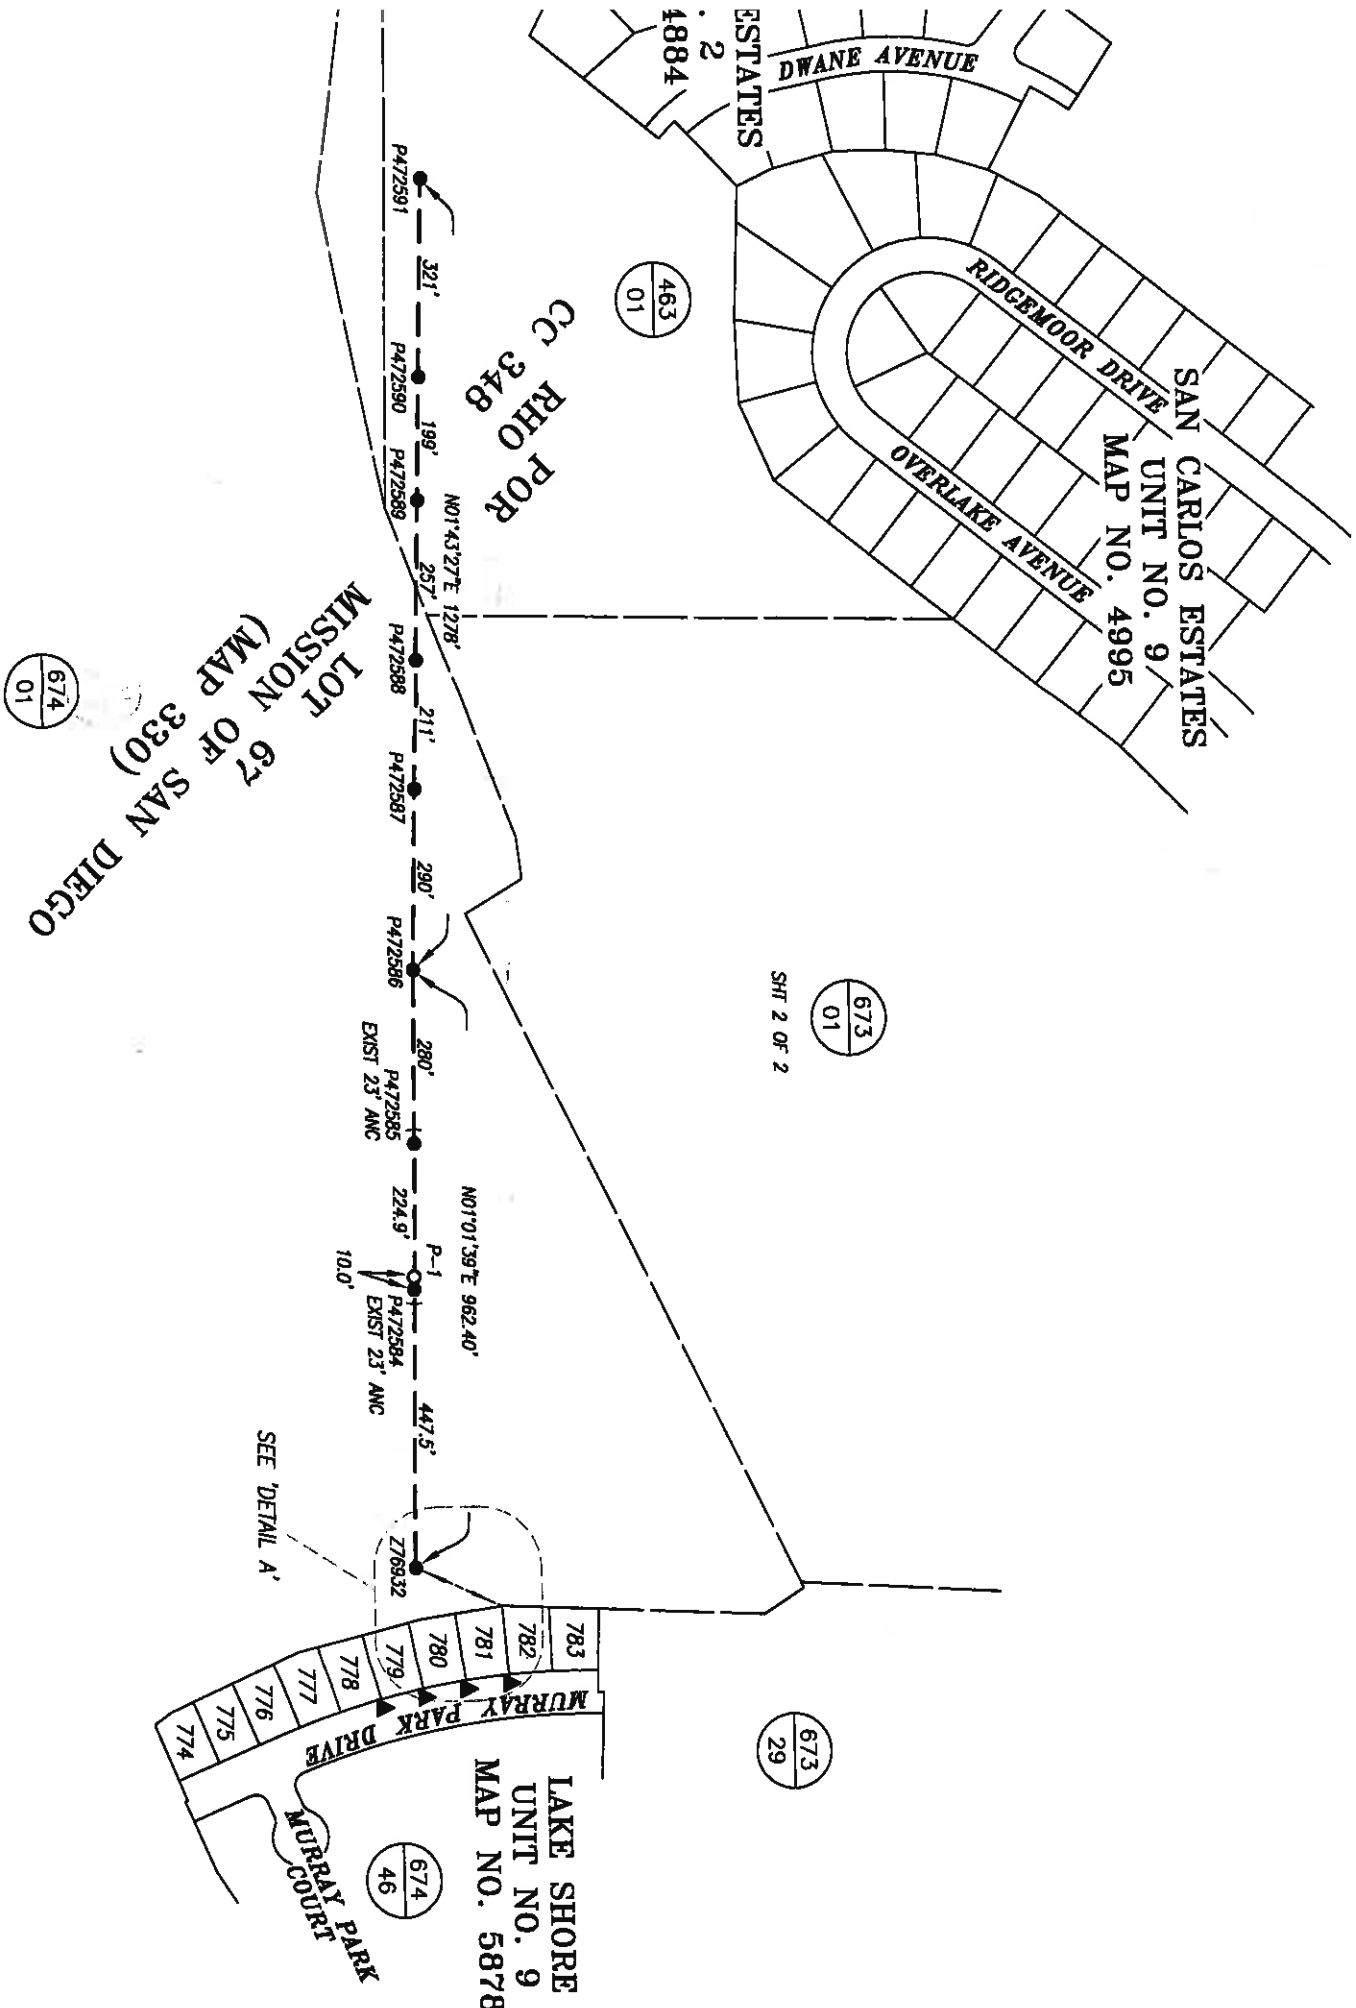 ESTATES
. 2
4884
DWANE AVENUE
RIDGEMOOR DRIVE
OVERLAKE AVENUE
SAN CARLOS ESTATES
UNIT NO. 9
MAP NO. 4995
463
01
POR
RHO
CC 348
P472591
321'
P472590
199'
P472589
257'
N01°43'27"E 1278'
P472588
211'
P472587
290'
P472586
280'
P472585
EXIST 23' ANC
224.9'
P-1
10.0'
P472584
EXIST 23' ANC
N01°01'39"E 962.40'
447.5'
Z76932
SEE 'DETAIL A'
LOT 67
MISSION OF SAN DIEGO
(MAP 330)
674
01
673
01
SHT 2 OF 2
673
29
783
782
781
780
779
778
777
776
775
774
MURRAY PARK DRIVE
MURRAY PARK
COURT
674
46
LAKE SHORE
UNIT NO. 9
MAP NO. 5878